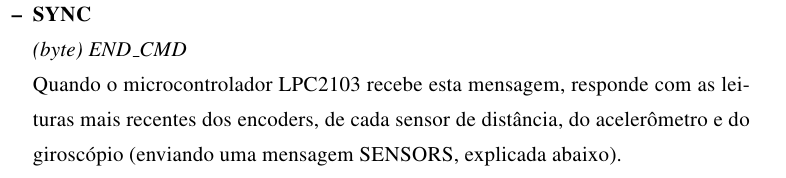 – SYNC
(byte) END_CMD
Quando o microcontrolador LPC2103 recebe esta mensagem, responde com as lei-
turas mais recentes dos encoders, de cada sensor de distância, do acelerômetro e do
giroscópio (enviando uma mensagem SENSORS, explicada abaixo).